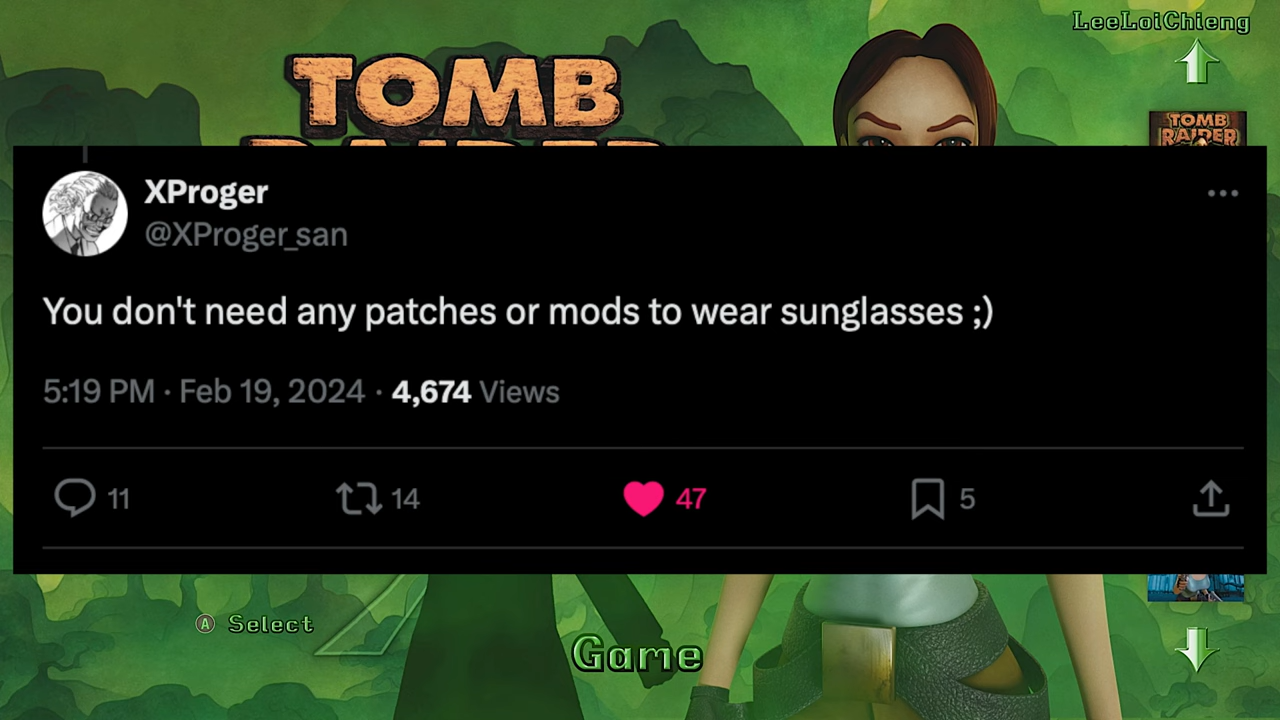 LeeLoiChieng
TOMB
RAIDER
TOMB
RAIDER
XProger
@XProger_san
You don't need any patches or mods to wear sunglasses ;)
5:19 PM · Feb 19, 2024 · 4,674 Views
11
14
47
5
A Select
Game